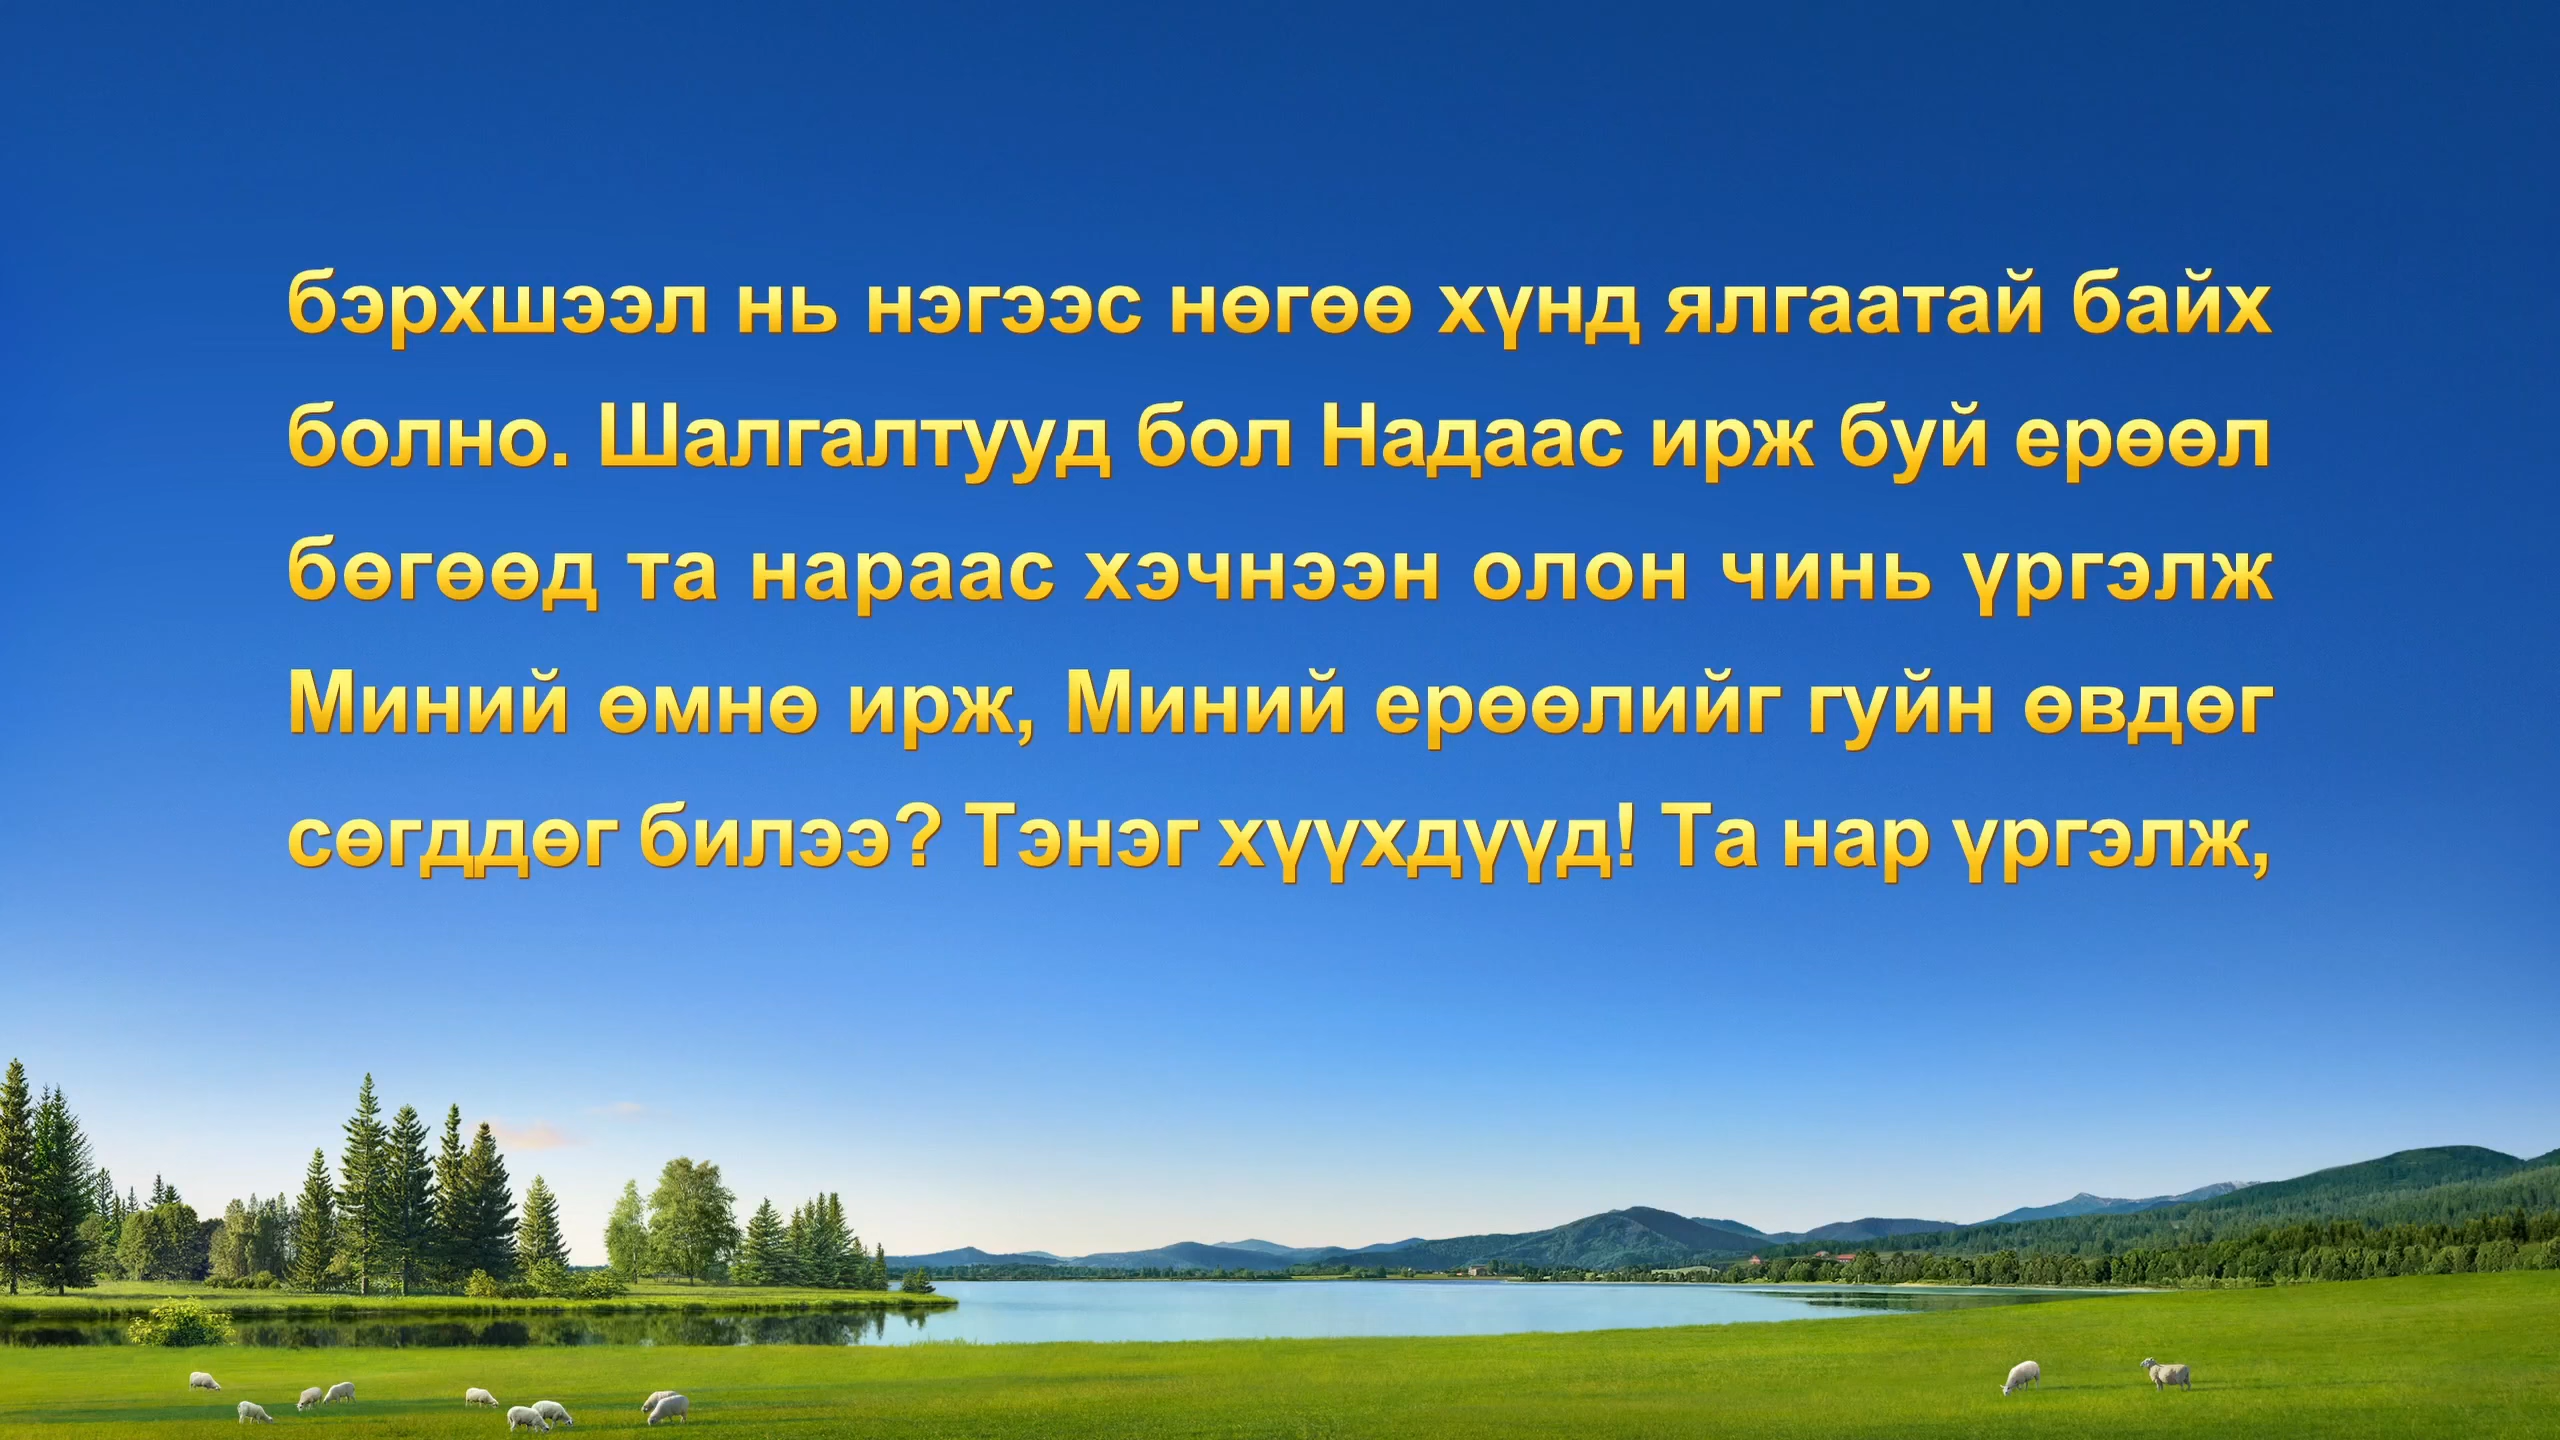 бэрхшээл нь нэгээс нөгөө хүнд ялгаатай байх
болно. Шалгалтууд бол Надаас ирж буй ерөөл
бөгөөд та нараас хэчнээн олон чинь үргэлж
Миний өмнө ирж, Миний ерөөлийг гуйн өвдөг
сөгддөг билээ? Тэнэг хүүхдүүд! Та нар үргэлж,